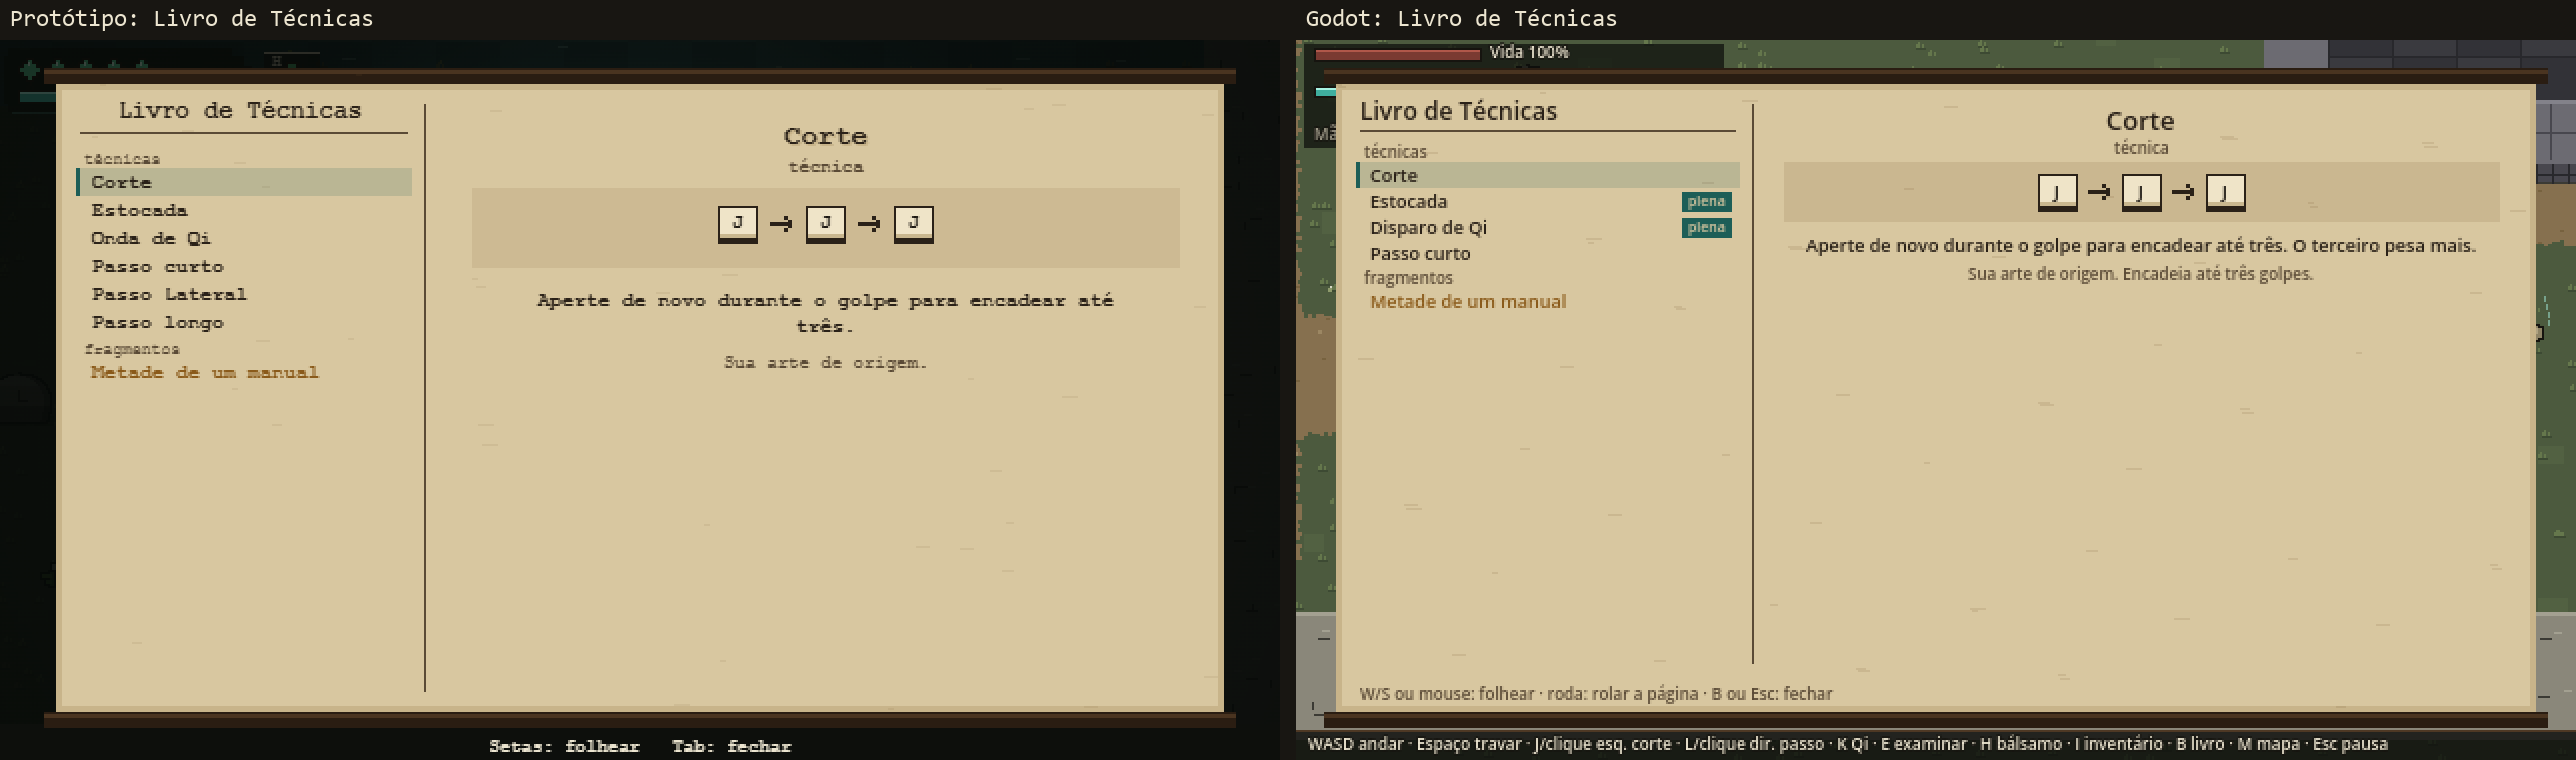 Protótipo: Livro de Técnicas
H
Livro de Técnicas
técnicas
Corte
Estocada
Onda de Qi
Passo curto
Passo Lateral
Passo longo
fragmentos
Metade de um manual
Corte
técnica
J → J → J
Aperte de novo durante o golpe para encadear até
três.
Sua arte de origem.
Setas: folhear Tab: fechar
Godot: Livro de Técnicas
Vida 100%
Livro de Técnicas
técnicas
Corte
Estocada plena
Disparo de Qi plena
Passo curto
fragmentos
Metade de um manual
Corte
técnica
J → J → J
Aperte de novo durante o golpe para encadear até três. O terceiro pesa mais.
Sua arte de origem. Encadeia até três golpes.
W/S ou mouse: folhear · roda: rolar a página · B ou Esc: fechar
WASD andar · Espaço travar · J/clique esq. corte · L/clique dir. passo · K Qi · E examinar · H bálsamo · I inventário · B livro · M mapa · Esc pausa